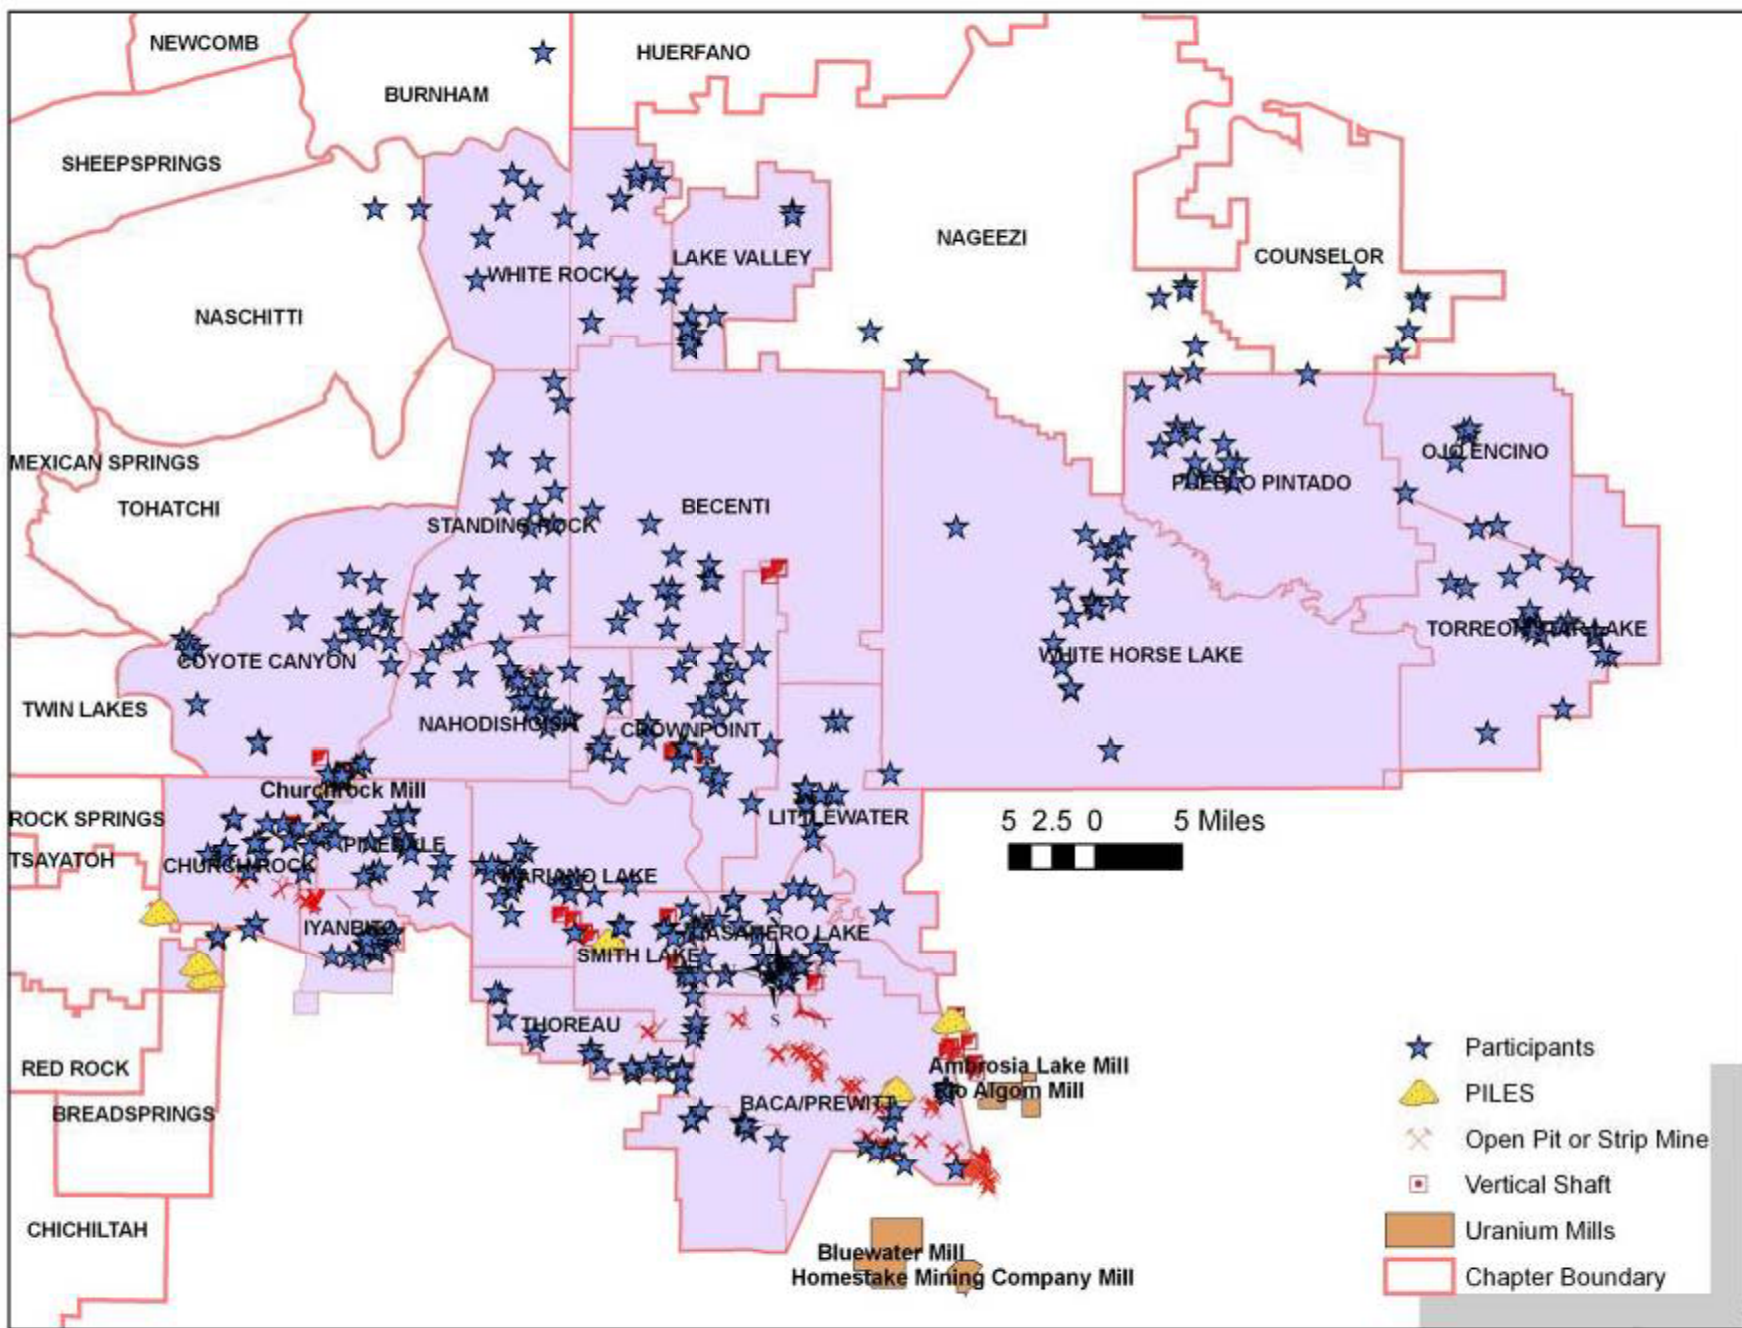 NEWCOMB
HUERFANO
BURNHAM
SHEEPSPRINGS
NAGEEZI
COUNSELOR
LAKE VALLEY
WHITE ROCK
NASCHITTI
MEXICAN SPRINGS
OJO ENCINO
PUEBLO PINTADO
TOHATCHI
BECENTI
STANDING ROCK
TORREON/STAR LAKE
COYOTE CANYON
WHITE HORSE LAKE
TWIN LAKES
NAHODISHGISH
CROWNPOINT
Churchrock Mill
ROCK SPRINGS
LITTLEWATER
5 2.5 0 5 Miles
PINEDALE
TSAYATOH
CHURCH ROCK
MARIANO LAKE
IYANBITO
CASAMERO LAKE
SMITH LAKE
S
THOREAU
Participants
RED ROCK
Ambrosia Lake Mill
Rio Algom Mill
PILES
BREADSPRINGS
BACA/PREWITT
Open Pit or Strip Mine
Vertical Shaft
CHICHILTAH
Uranium Mills
Bluewater Mill
Homestake Mining Company Mill
Chapter Boundary